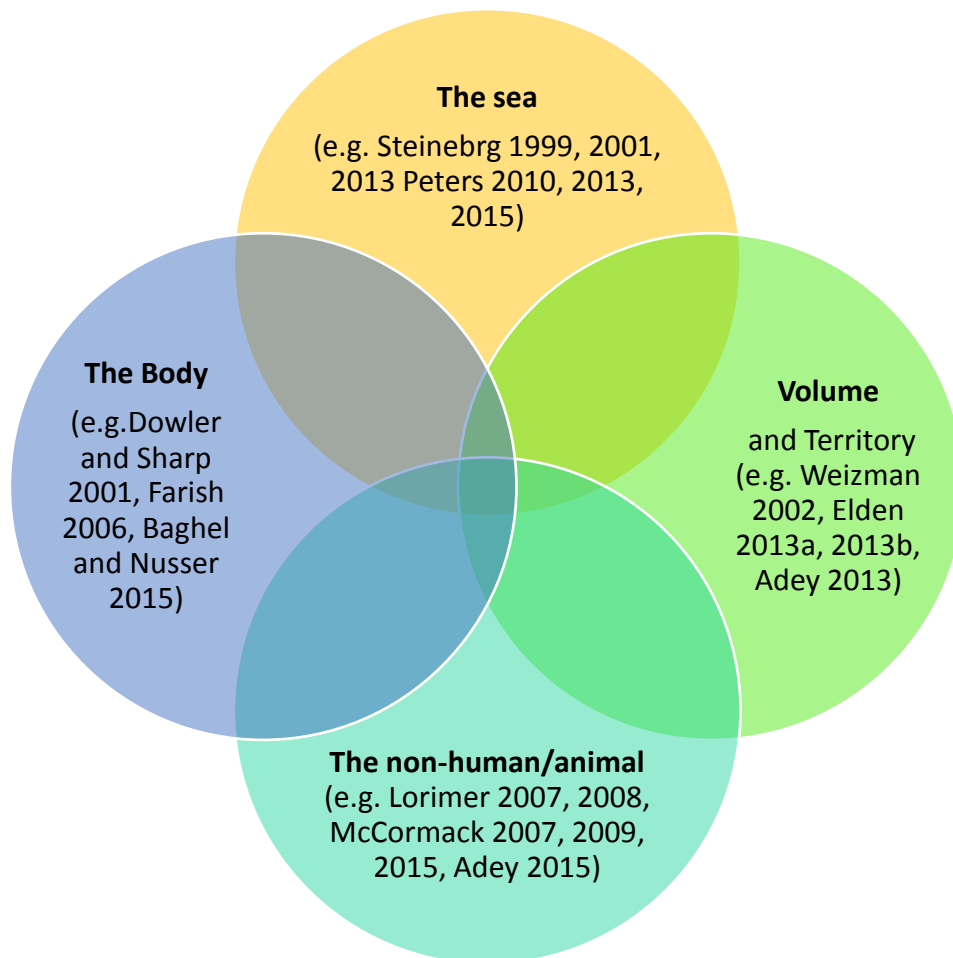 The sea
(e.g. Steinebrg 1999, 2001,
2013 Peters 2010, 2013,
2015)
The Body
(e.g.Dowler
and Sharp
2001, Farish
2006, Baghel
and Nusser
2015)
Volume
and Territory
(e.g. Weizman
2002, Elden
2013a, 2013b,
Adey 2013)
The non-human/animal
(e.g. Lorimer 2007, 2008,
McCormack 2007, 2009,
2015, Adey 2015)